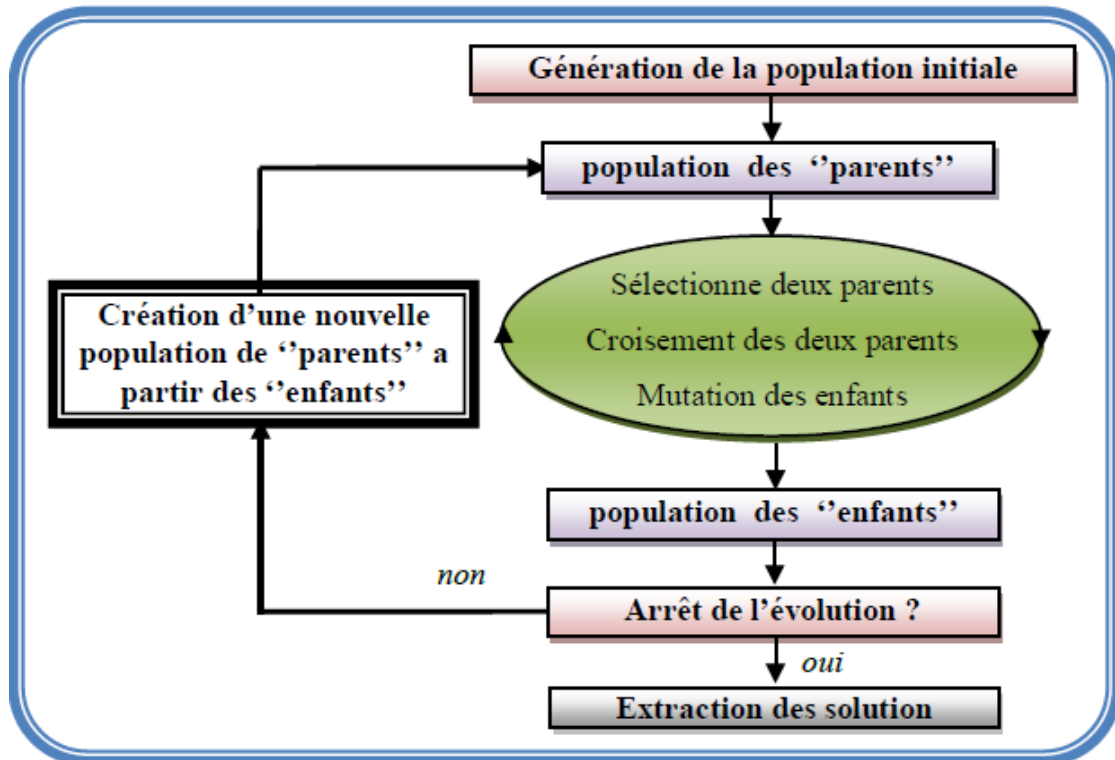 Génération de la population initiale
population des ‘’parents’’
Sélectionne deux parents
Croisement des deux parents
Mutation des enfants
Création d’une nouvelle
population de ‘’parents’’ a
partir des ‘’enfants’’
population des ‘’enfants’’
non
Arrêt de l’évolution ?
oui
Extraction des solution